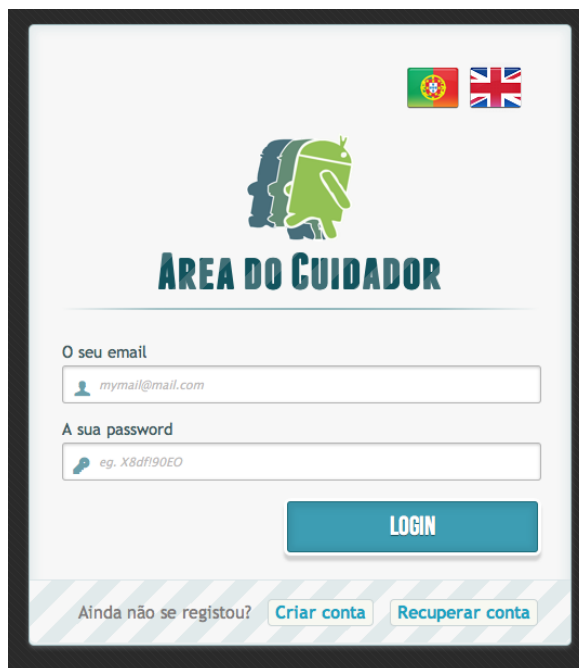 AREA DO CUIDADOR
O seu email
mymail@mail.com
A sua password
eg. X8df!90EO
LOGIN
Ainda não se registou? Criar conta Recuperar conta